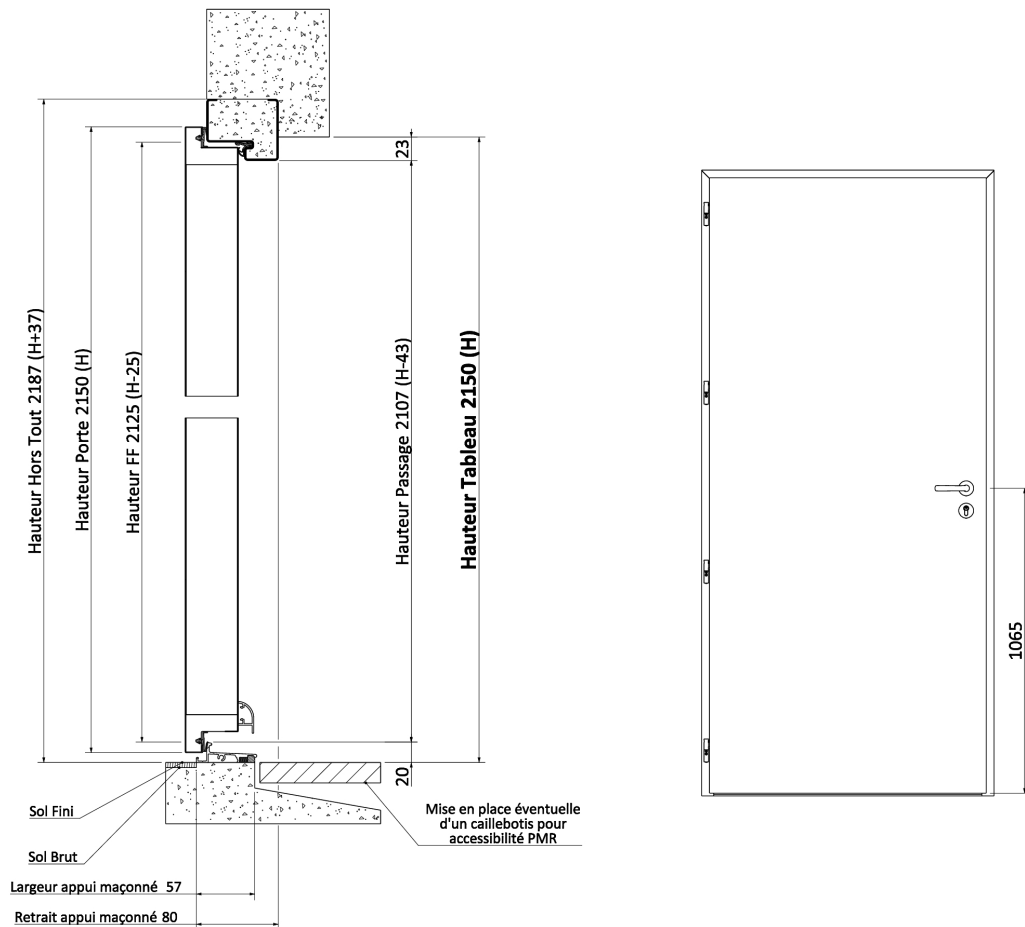 Hauteur Hors Tout 2187 (H+37)
Hauteur Porte 2150 (H)
Hauteur FF 2125 (H-25)
23
Hauteur Passage 2107 (H-43)
Hauteur Tableau 2150 (H)
20
1065
Sol Fini
Sol Brut
Largeur appui maçonné 57
Retrait appui maçonné 80
Mise en place éventuelle
d'un caillebotis pour
accessibilité PMR